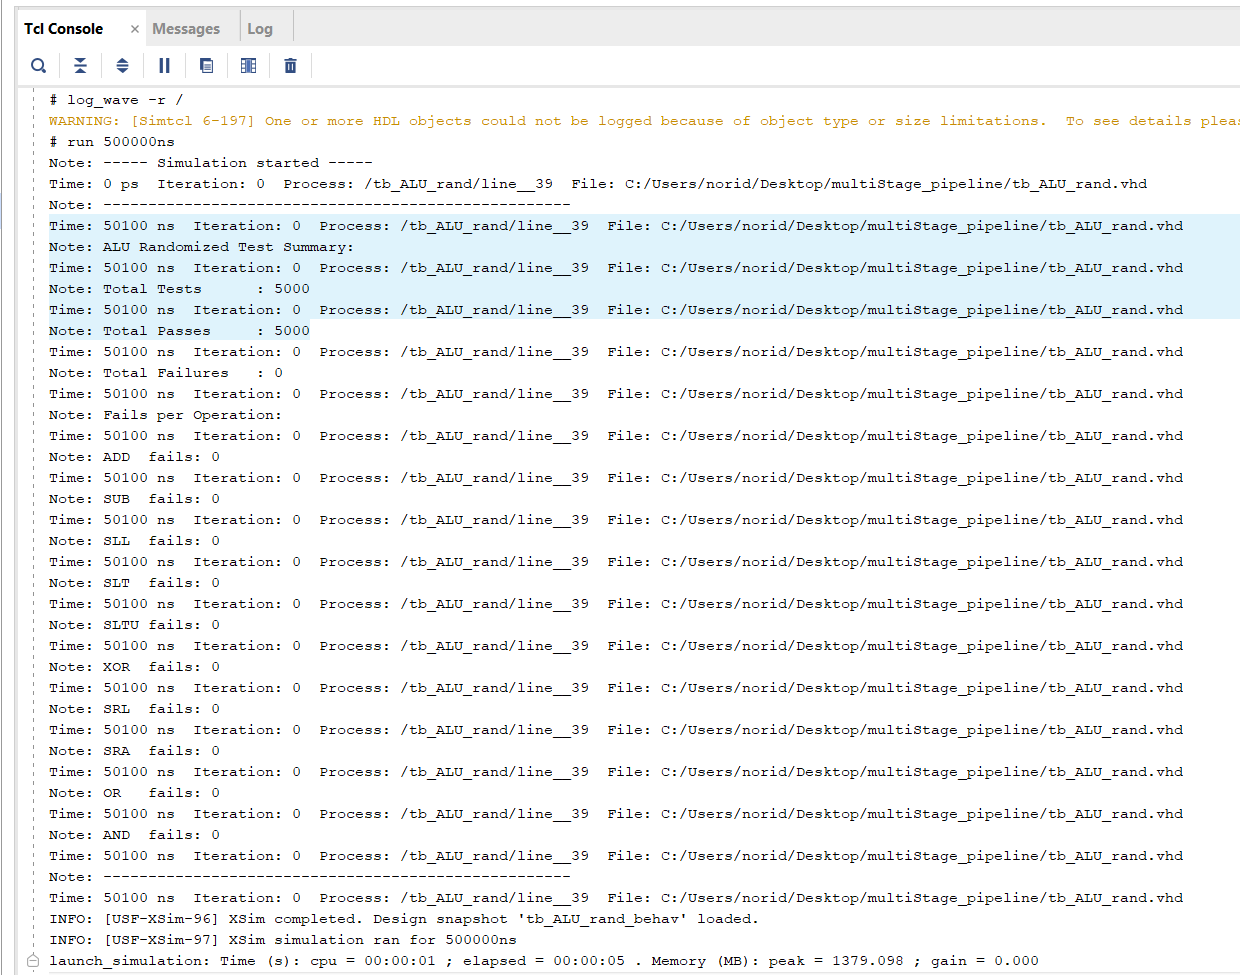 Tcl Console × Messages Log
# log_wave -r /
WARNING: [Simtcl 6-197] One or more HDL objects could not be logged because of object type or size limitations.  To see details
# run 500000ns
Note: ----- Simulation started -----
Time: 0 ps  Iteration: 0  Process: /tb_ALU_rand/line__39  File: C:/Users/norid/Desktop/multiStage_pipeline/tb_ALU_rand.vhd
Note: ----------------------------------------------------
Time: 50100 ns  Iteration: 0  Process: /tb_ALU_rand/line__39  File: C:/Users/norid/Desktop/multiStage_pipeline/tb_ALU_rand.vhd
Note: ALU Randomized Test Summary:
Time: 50100 ns  Iteration: 0  Process: /tb_ALU_rand/line__39  File: C:/Users/norid/Desktop/multiStage_pipeline/tb_ALU_rand.vhd
Note: Total Tests      : 5000
Time: 50100 ns  Iteration: 0  Process: /tb_ALU_rand/line__39  File: C:/Users/norid/Desktop/multiStage_pipeline/tb_ALU_rand.vhd
Note: Total Passes     : 5000
Time: 50100 ns  Iteration: 0  Process: /tb_ALU_rand/line__39  File: C:/Users/norid/Desktop/multiStage_pipeline/tb_ALU_rand.vhd
Note: Total Failures   : 0
Time: 50100 ns  Iteration: 0  Process: /tb_ALU_rand/line__39  File: C:/Users/norid/Desktop/multiStage_pipeline/tb_ALU_rand.vhd
Note: Fails per Operation:
Time: 50100 ns  Iteration: 0  Process: /tb_ALU_rand/line__39  File: C:/Users/norid/Desktop/multiStage_pipeline/tb_ALU_rand.vhd
Note: ADD  fails: 0
Time: 50100 ns  Iteration: 0  Process: /tb_ALU_rand/line__39  File: C:/Users/norid/Desktop/multiStage_pipeline/tb_ALU_rand.vhd
Note: SUB  fails: 0
Time: 50100 ns  Iteration: 0  Process: /tb_ALU_rand/line__39  File: C:/Users/norid/Desktop/multiStage_pipeline/tb_ALU_rand.vhd
Note: SLL  fails: 0
Time: 50100 ns  Iteration: 0  Process: /tb_ALU_rand/line__39  File: C:/Users/norid/Desktop/multiStage_pipeline/tb_ALU_rand.vhd
Note: SLT  fails: 0
Time: 50100 ns  Iteration: 0  Process: /tb_ALU_rand/line__39  File: C:/Users/norid/Desktop/multiStage_pipeline/tb_ALU_rand.vhd
Note: SLTU fails: 0
Time: 50100 ns  Iteration: 0  Process: /tb_ALU_rand/line__39  File: C:/Users/norid/Desktop/multiStage_pipeline/tb_ALU_rand.vhd
Note: XOR  fails: 0
Time: 50100 ns  Iteration: 0  Process: /tb_ALU_rand/line__39  File: C:/Users/norid/Desktop/multiStage_pipeline/tb_ALU_rand.vhd
Note: SRL  fails: 0
Time: 50100 ns  Iteration: 0  Process: /tb_ALU_rand/line__39  File: C:/Users/norid/Desktop/multiStage_pipeline/tb_ALU_rand.vhd
Note: SRA  fails: 0
Time: 50100 ns  Iteration: 0  Process: /tb_ALU_rand/line__39  File: C:/Users/norid/Desktop/multiStage_pipeline/tb_ALU_rand.vhd
Note: OR   fails: 0
Time: 50100 ns  Iteration: 0  Process: /tb_ALU_rand/line__39  File: C:/Users/norid/Desktop/multiStage_pipeline/tb_ALU_rand.vhd
Note: AND  fails: 0
Time: 50100 ns  Iteration: 0  Process: /tb_ALU_rand/line__39  File: C:/Users/norid/Desktop/multiStage_pipeline/tb_ALU_rand.vhd
Note: ----------------------------------------------------
Time: 50100 ns  Iteration: 0  Process: /tb_ALU_rand/line__39  File: C:/Users/norid/Desktop/multiStage_pipeline/tb_ALU_rand.vhd
INFO: [USF-XSim-96] XSim completed. Design snapshot 'tb_ALU_rand_behav' loaded.
INFO: [USF-XSim-97] XSim simulation ran for 500000ns
launch_simulation: Time (s): cpu = 00:00:01 ; elapsed = 00:00:05 . Memory (MB): peak = 1379.098 ; gain = 0.000